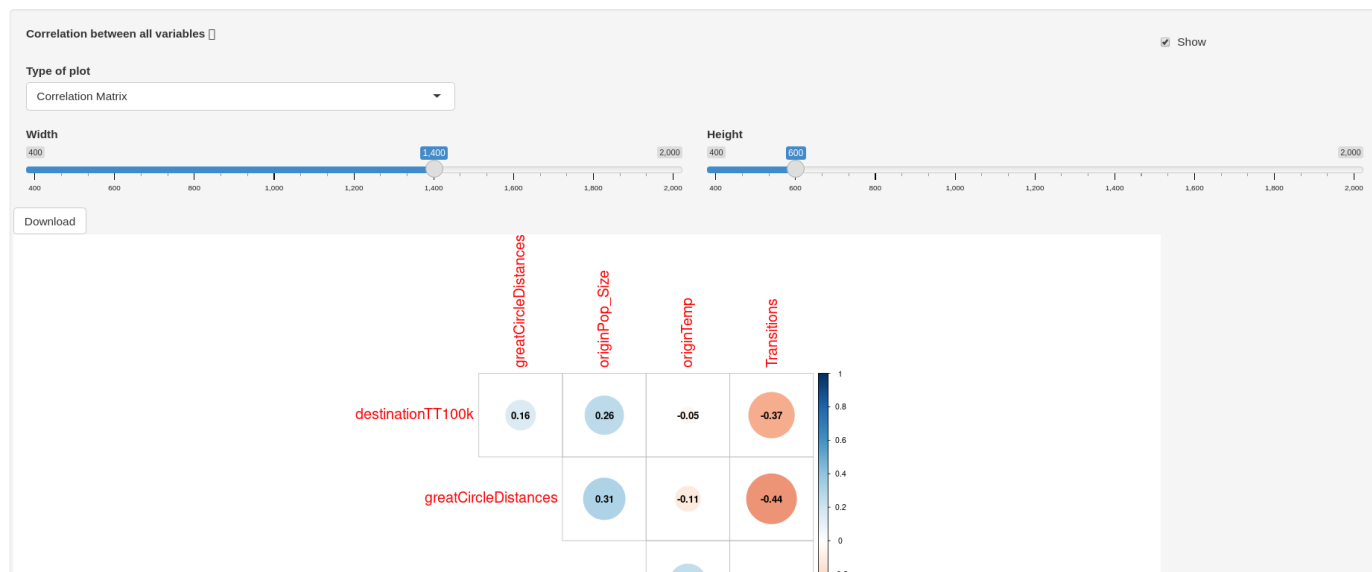 Correlation between all variables
Show
Type of plot
Correlation Matrix
Width
Height
400 1,400 2,000
400 600 2,000
400 600 800 1,000 1,200 1,400 1,600 1,800 2,000
400 600 800 1,000 1,200 1,400 1,600 1,800 2,000
Download
greatCircleDistances
originPop_Size
originTemp
Transitions
destinationTT100k 0.16 0.26 -0.05 -0.37
greatCircleDistances 0.31 -0.11 -0.44
1
0.8
0.6
0.4
0.2
0